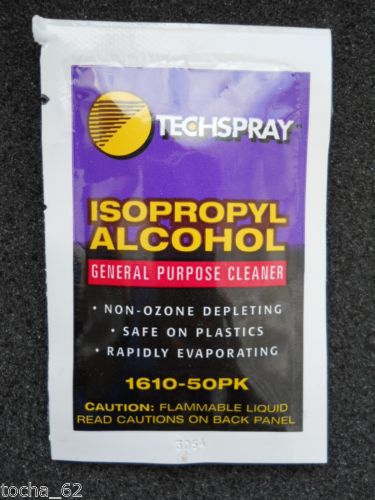 TECHSPRAY
ISOPROPYL
ALCOHOL
GENERAL PURPOSE CLEANER
• NON-OZONE DEPLETING
• SAFE ON PLASTICS
• RAPIDLY EVAPORATING
1610-50PK
CAUTION: FLAMMABLE LIQUID
READ CAUTIONS ON BACK PANEL
tocha_62